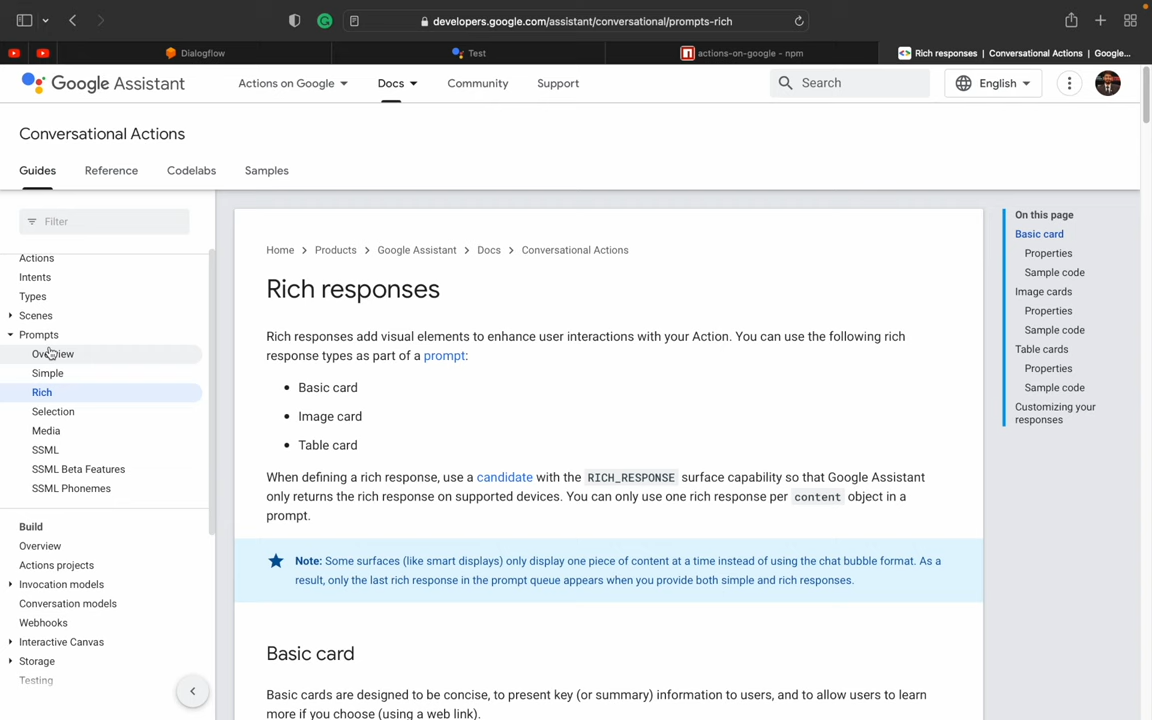 developers.google.com/assistant/conversational/prompts-rich
Dialogflow
Test
actions-on-google – npm
Rich responses | Conversational Actions | Google...
Google Assistant
Actions on Google
Docs
Community
Support
Search
English
Conversational Actions
Guides
Reference
Codelabs
Samples
Filter
Actions
Intents
Types
Scenes
Prompts
Overview
Simple
Rich
Selection
Media
SSML
SSML Beta Features
SSML Phonemes
Build
Overview
Actions projects
Invocation models
Conversation models
Webhooks
Interactive Canvas
Storage
Testing
Home > Products > Google Assistant > Docs > Conversational Actions
Rich responses
Rich responses add visual elements to enhance user interactions with your Action. You can use the following rich
response types as part of a prompt:
• Basic card
• Image card
• Table card
When defining a rich response, use a candidate with the RICH_RESPONSE surface capability so that Google Assistant
only returns the rich response on supported devices. You can only use one rich response per content object in a
prompt.
Note: Some surfaces (like smart displays) only display one piece of content at a time instead of using the chat bubble format. As a
result, only the last rich response in the prompt queue appears when you provide both simple and rich responses.
Basic card
Basic cards are designed to be concise, to present key (or summary) information to users, and to allow users to learn
more if you choose (using a web link).
On this page
Basic card
Properties
Sample code
Image cards
Properties
Sample code
Table cards
Properties
Sample code
Customizing your
responses